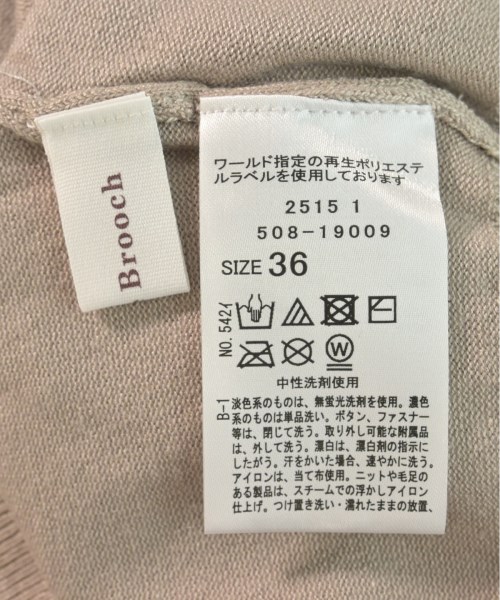 Brooch
ワールド指定の再生ポリエステ
ルラベルを使用しております
2515 1
508-19009
SIZE 36
NO. 542イ
W
中性洗剤使用
B-1
淡色系のものは、無蛍光洗剤を使用。濃色
系のものは単品洗い。ボタン、ファスナー
等は、閉じて洗う。取り外し可能な附属品
は、外して洗う。漂白は、漂白剤の指示に
したがう。汗をかいた場合、速やかに洗う。
アイロンは、当て布使用。ニットや毛足の
ある製品は、スチームでの浮かしアイロン
仕上げ。つけ置き洗い・濡れたままの放置、